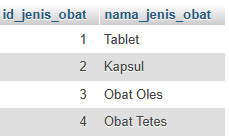 id_jenis_obat nama_jenis_obat
1 Tablet
2 Kapsul
3 Obat Oles
4 Obat Tetes